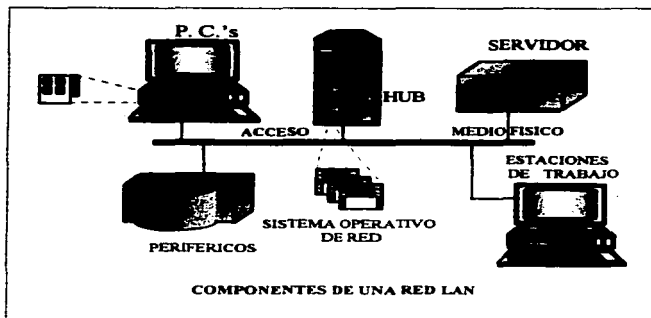 P. C.'s
SERVIDOR
HUB
ACCESO
MEDIO FISICO
ESTACIONES
DE TRABAJO
SISTEMA OPERATIVO
DE RED
PERIFERICOS
COMPONENTES DE UNA RED LAN